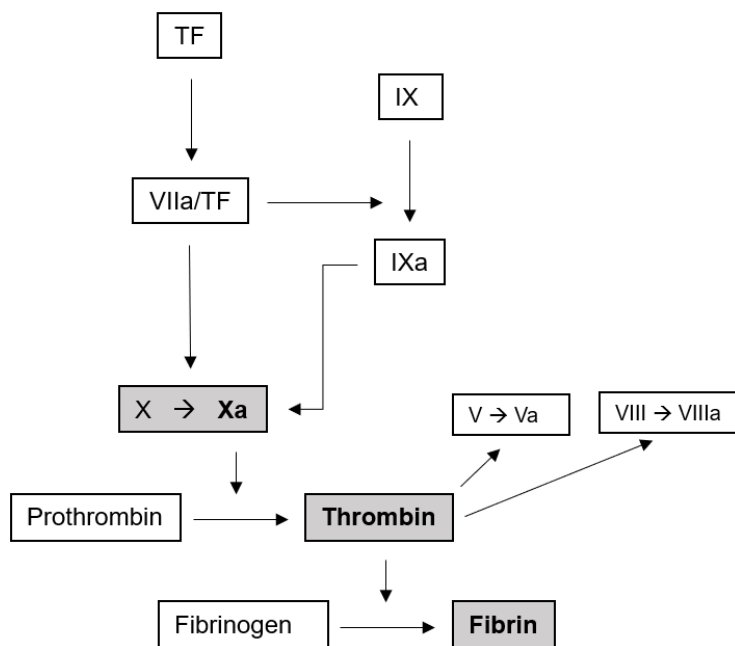 TF
IX
VIIa/TF
IXa
X → Xa
V → Va
VIII → VIIIa
Prothrombin
Thrombin
Fibrinogen
Fibrin